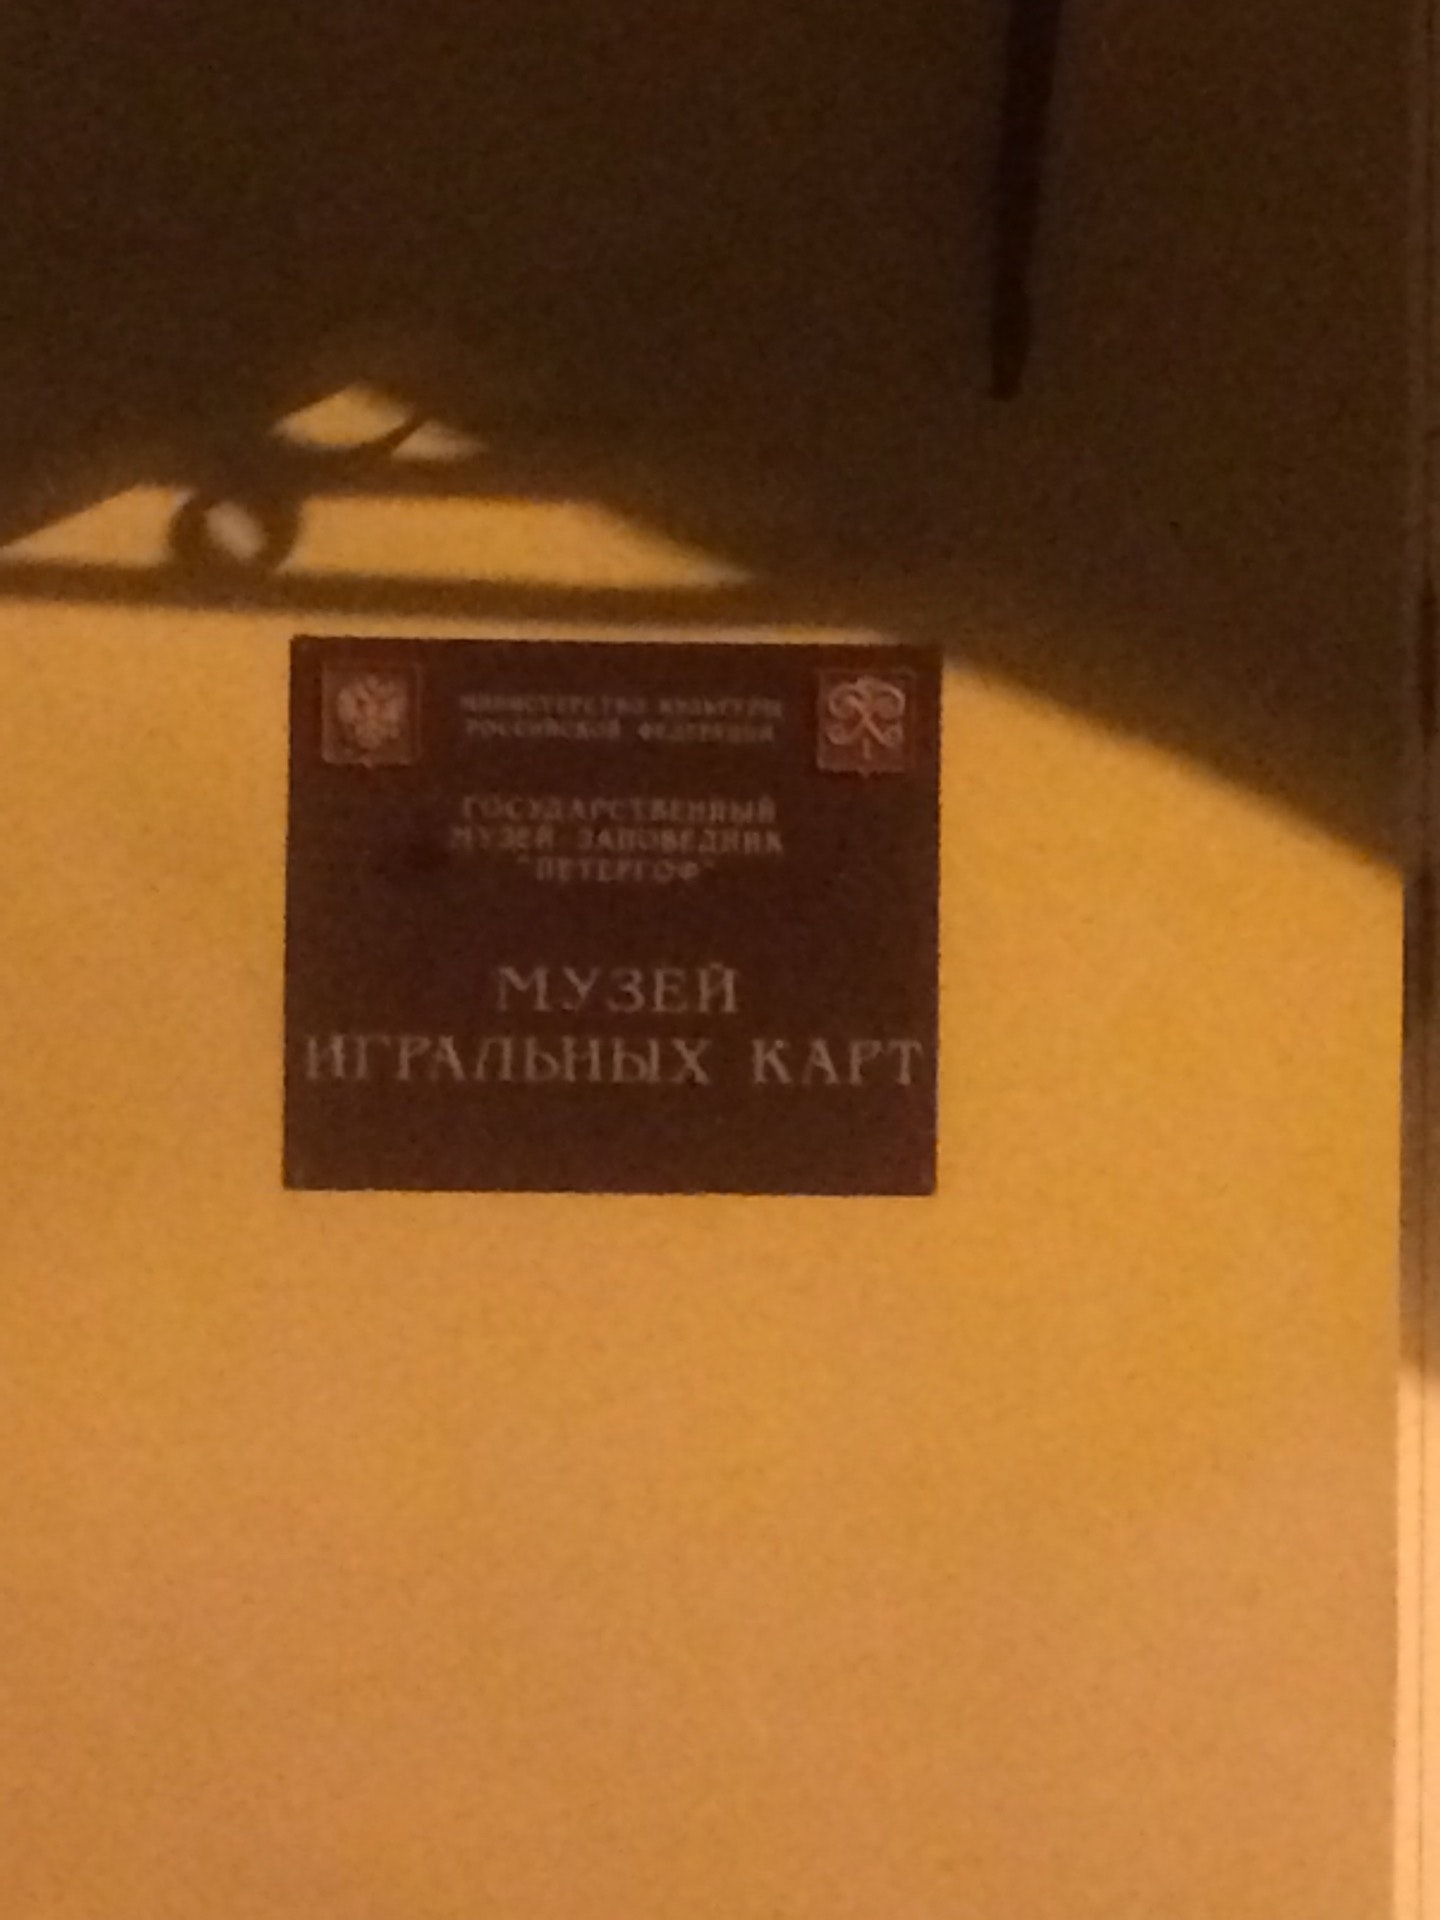 МИНИСТЕРСТВО КУЛЬТУРЫ
РОССИЙСКОЙ ФЕДЕРАЦИИ
ГОСУДАРСТВЕННЫЙ
МУЗЕЙ-ЗАПОВЕДНИК
"ПЕТЕРГОФ"
МУЗЕЙ
ИГРАЛЬНЫХ КАРТ